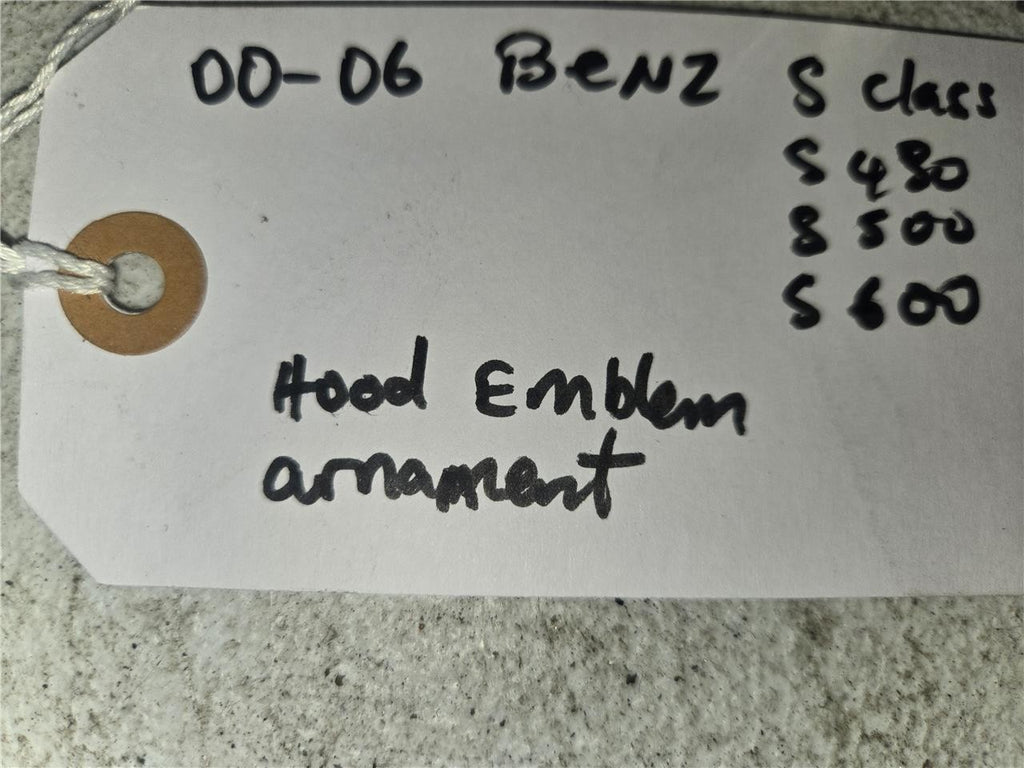 00-06 BENZ S class
S 430
S 500
S 600
Hood Emblem
arnament